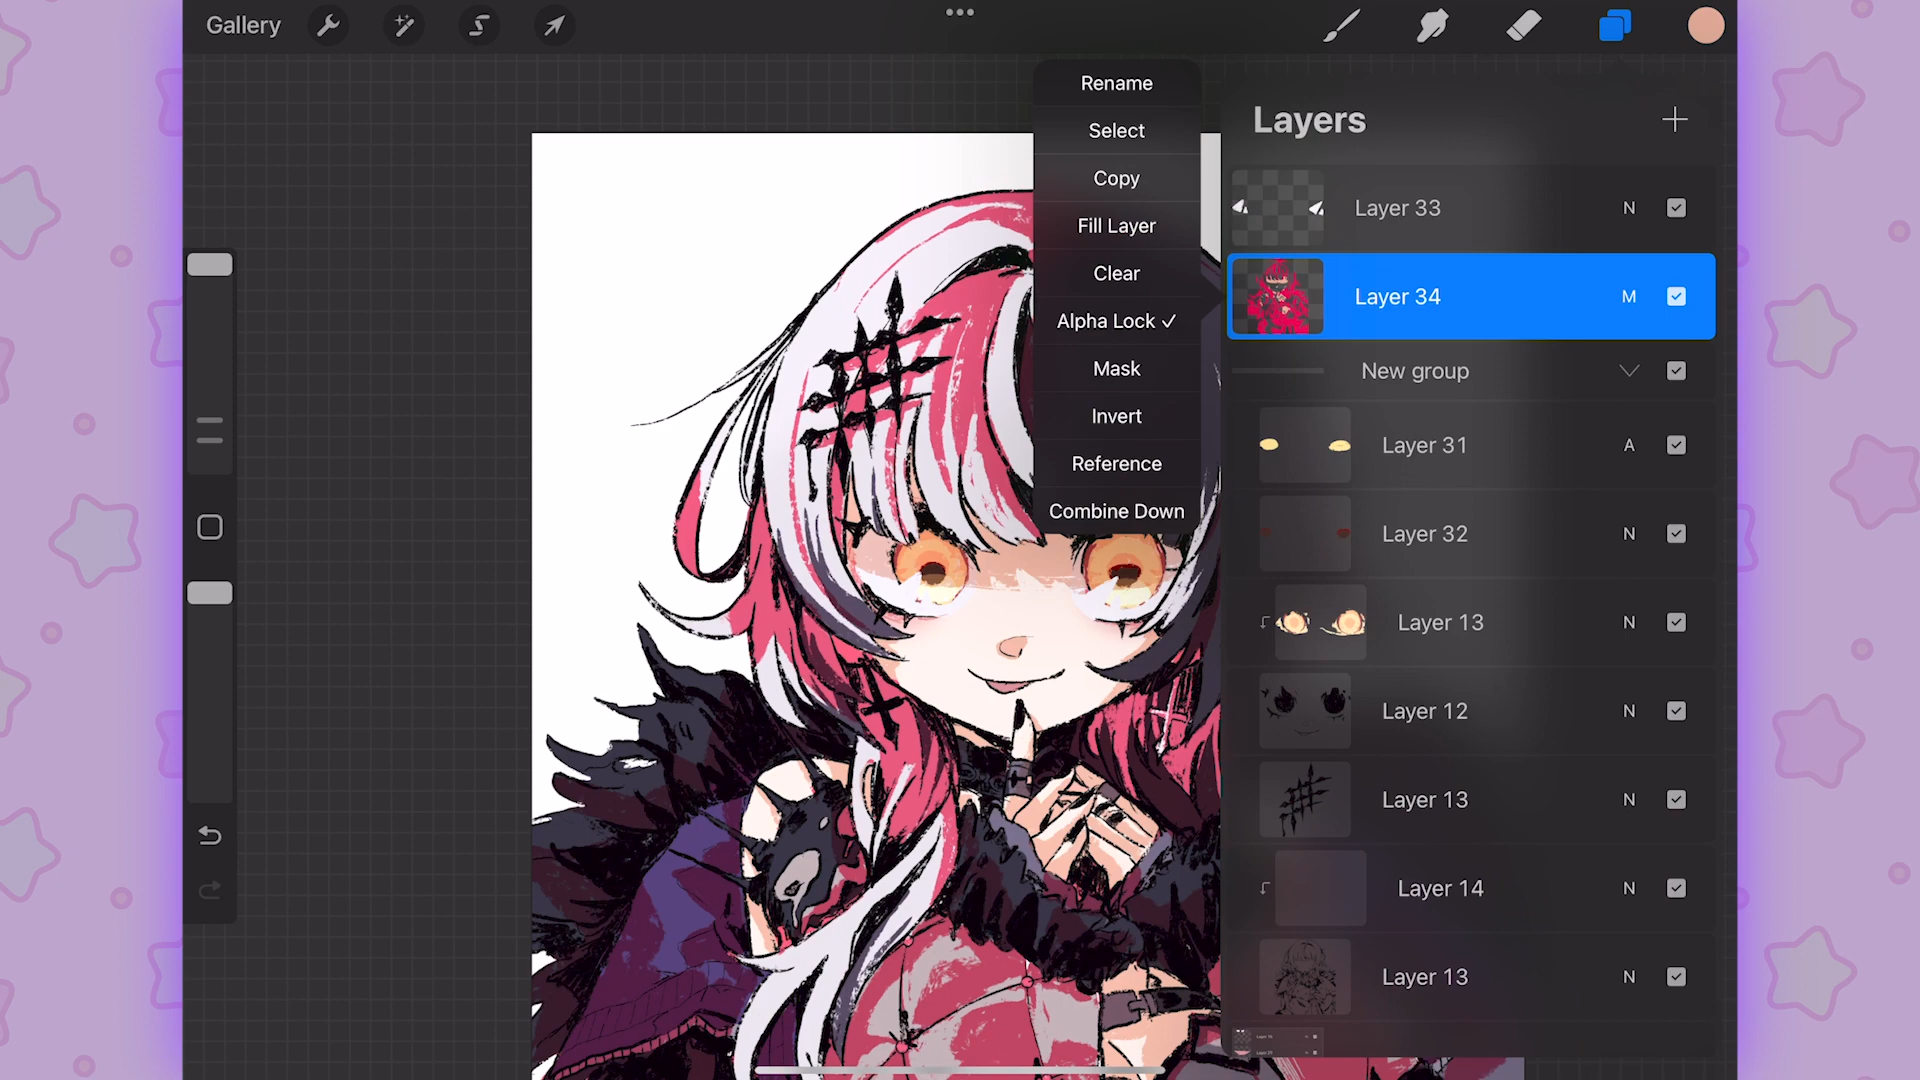 Gallery
Rename
Select
Copy
Fill Layer
Clear
Alpha Lock ✓
Mask
Invert
Reference
Combine Down
Layers
Layer 33 N
Layer 34 M
New group
Layer 31 A
Layer 32 N
Layer 13 N
Layer 12 N
Layer 13 N
Layer 14 N
Layer 13 N